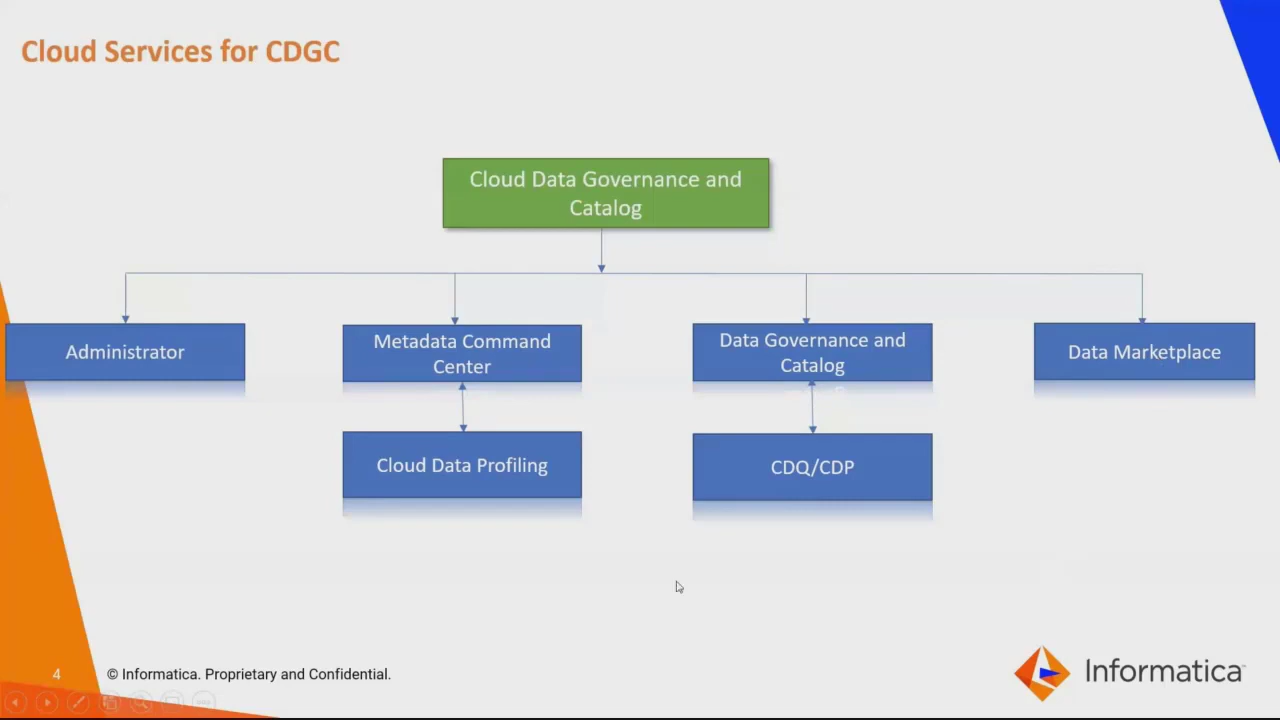 Cloud Services for CDGC
Cloud Data Governance and
Catalog
Administrator
Metadata Command
Center
Data Governance and
Catalog
Data Marketplace
Cloud Data Profiling
CDQ/CDP
4
© Informatica. Proprietary and Confidential.
Informatica